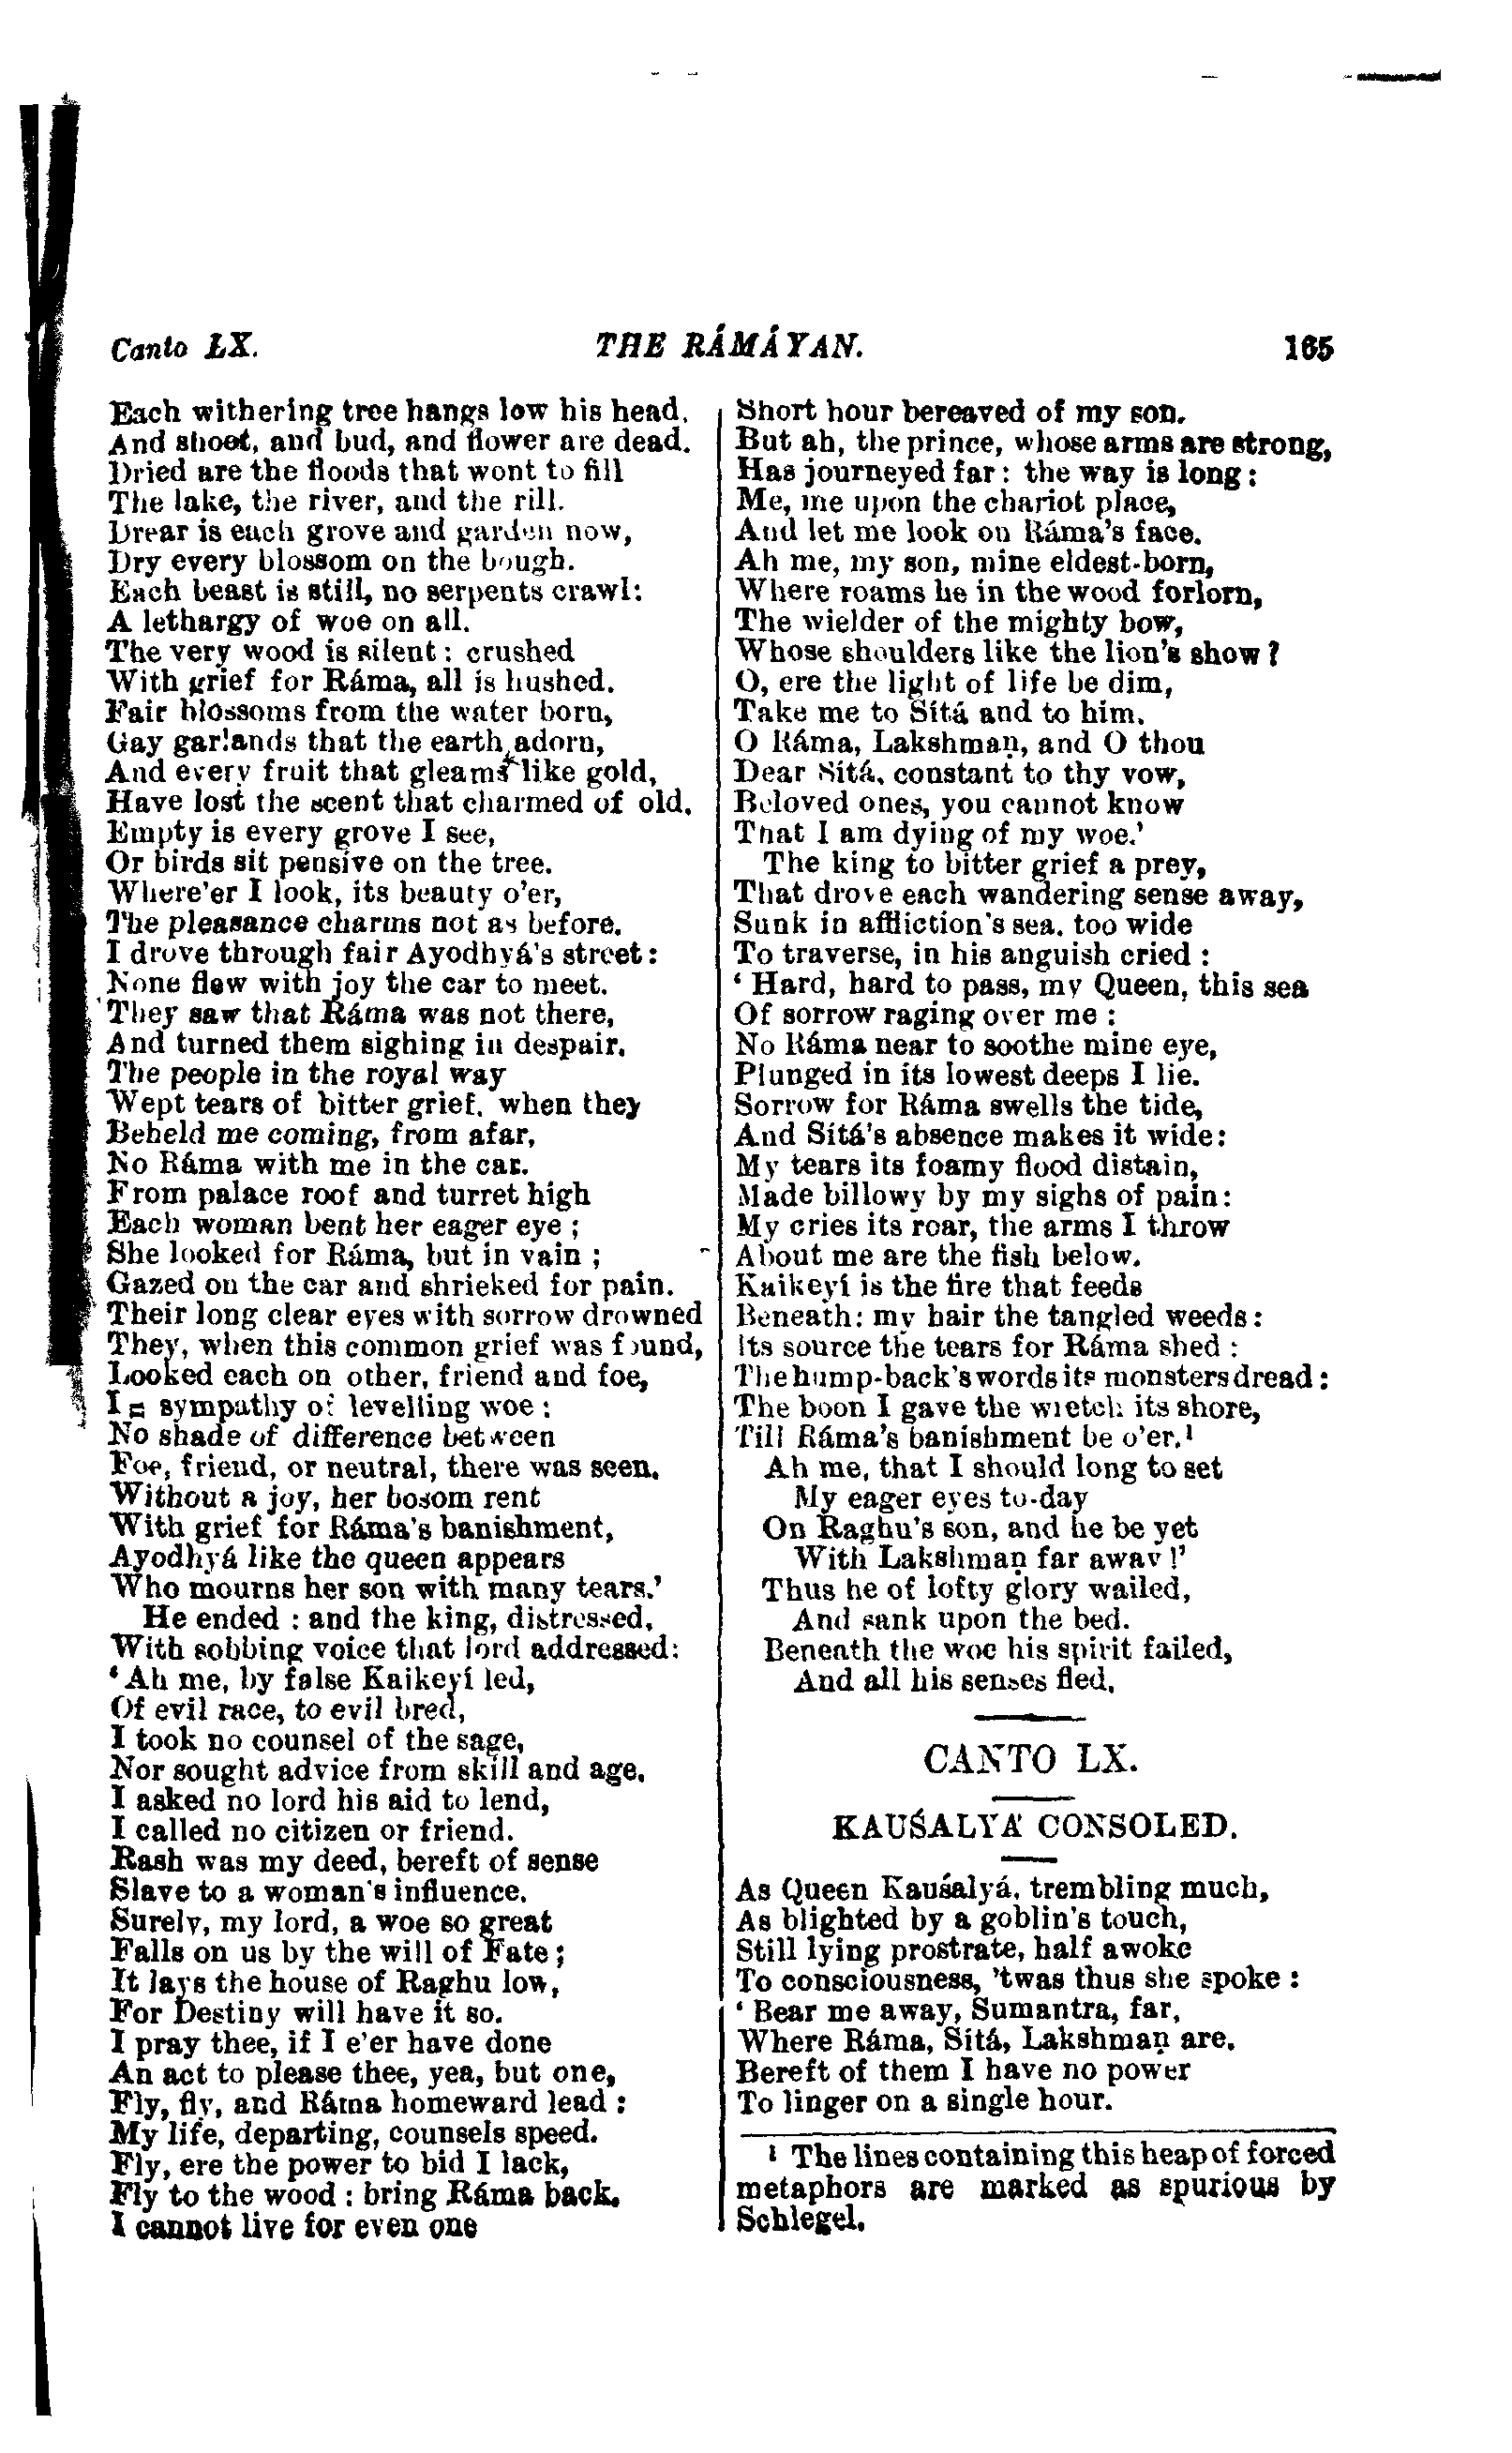 Canto LX.
THE RÁMÁYAN.
165
Each withering tree hangs low his head,
And shoot, and bud, and flower are dead.
Dried are the floods that wont to fill
The lake, the river, and the rill.
Drear is each grove and garden now,
Dry every blossom on the bough.
Each beast is still, no serpents crawl:
A lethargy of woe on all.
The very wood is silent: crushed
With grief for Ráma, all is hushed.
Fair blossoms from the water born,
Gay garlands that the earth adorn,
And every fruit that gleams like gold,
Have lost the scent that charmed of old.
Empty is every grove I see,
Or birds sit pensive on the tree.
Where'er I look, its beauty o'er,
The pleasance charms not as before.
I drove through fair Ayodhyá's street:
None flew with joy the car to meet.
They saw that Ráma was not there,
And turned them sighing in despair.
The people in the royal way
Wept tears of bitter grief, when they
Beheld me coming, from afar,
No Ráma with me in the car.
From palace roof and turret high
Each woman bent her eager eye;
She looked for Ráma, but in vain;
Gazed on the car and shrieked for pain.
Their long clear eyes with sorrow drowned
They, when this common grief was found,
Looked each on other, friend and foe,
In sympathy of levelling woe:
No shade of difference between
Foe, friend, or neutral, there was seen.
Without a joy, her bosom rent
With grief for Ráma's banishment,
Ayodhyá like the queen appears
Who mourns her son with many tears.'
He ended: and the king, distressed,
With sobbing voice that lord addressed:
'Ah me, by false Kaikeyí led,
Of evil race, to evil bred,
I took no counsel of the sage,
Nor sought advice from skill and age.
I asked no lord his aid to lend,
I called no citizen or friend.
Rash was my deed, bereft of sense
Slave to a woman's influence.
Surely, my lord, a woe so great
Falls on us by the will of Fate;
It lays the house of Raghu low,
For Destiny will have it so.
I pray thee, if I e'er have done
An act to please thee, yea, but one,
Fly, fly, and Ráma homeward lead:
My life, departing, counsels speed.
Fly, ere the power to bid I lack,
Fly to the wood: bring Ráma back.
I cannot live for even one
Short hour bereaved of my son.
But ah, the prince, whose arms are strong,
Has journeyed far: the way is long:
Me, me upon the chariot place,
And let me look on Ráma's face.
Ah me, my son, mine eldest-born,
Where roams he in the wood forlorn,
The wielder of the mighty bow,
Whose shoulders like the lion's show?
O, ere the light of life be dim,
Take me to Sítá and to him.
O Ráma, Lakshmaṇ, and O thou
Dear Sítá, constant to thy vow,
Beloved ones, you cannot know
That I am dying of my woe.'
The king to bitter grief a prey,
That drove each wandering sense away,
Sunk in affliction's sea, too wide
To traverse, in his anguish cried:
'Hard, hard to pass, my Queen, this sea
Of sorrow raging over me:
No Ráma near to soothe mine eye,
Plunged in its lowest deeps I lie.
Sorrow for Ráma swells the tide,
And Sítá's absence makes it wide:
My tears its foamy flood distain,
Made billowy by my sighs of pain:
My cries its roar, the arms I throw
About me are the fish below.
Kaikeyí is the fire that feeds
Beneath: my hair the tangled weeds:
Its source the tears for Ráma shed:
The hump-back's words its monsters dread:
The boon I gave the wretch its shore,
Till Ráma's banishment be o'er.¹
Ah me, that I should long to set
My eager eyes to-day
On Raghu's son, and he be yet
With Lakshmaṇ far away!'
Thus he of lofty glory wailed,
And sank upon the bed.
Beneath the woe his spirit failed,
And all his senses fled.
CANTO LX.
KAUŚALYÁ CONSOLED.
As Queen Kauśalyá, trembling much,
As blighted by a goblin's touch,
Still lying prostrate, half awoke
To consciousness, 'twas thus she spoke:
'Bear me away, Sumantra, far,
Where Ráma, Sítá, Lakshmaṇ are.
Bereft of them I have no power
To linger on a single hour.
¹ The lines containing this heap of forced
metaphors are marked as spurious by
Schlegel.